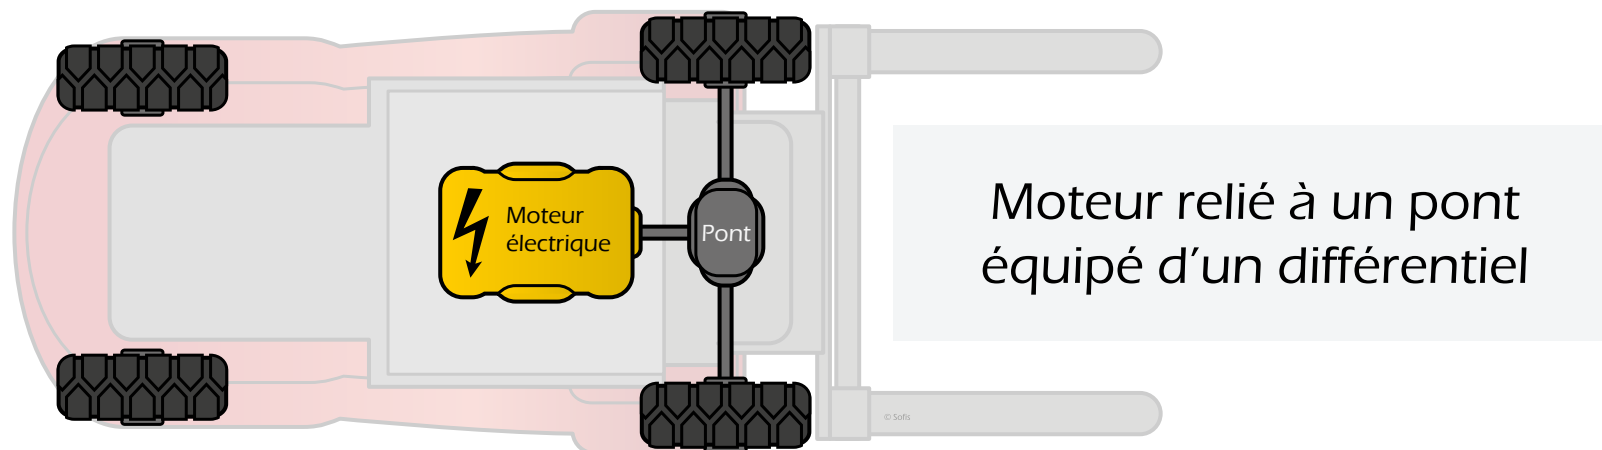 Moteur
électrique
Pont
Moteur relié à un pont
équipé d'un différentiel
© Sofis